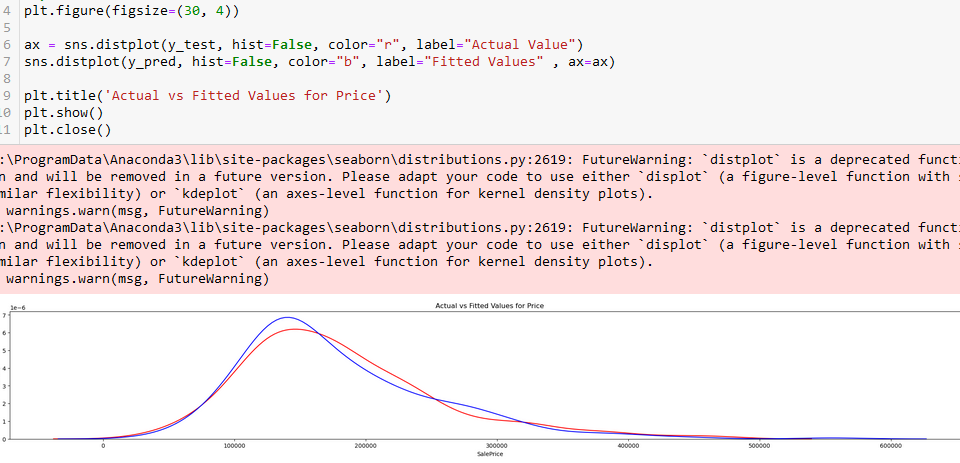 4 plt.figure(figsize=(30, 4))
5
6 ax = sns.distplot(y_test, hist=False, color="r", label="Actual Value")
7 sns.distplot(y_pred, hist=False, color="b", label="Fitted Values" , ax=ax)
8
9 plt.title('Actual vs Fitted Values for Price')
0 plt.show()
1 plt.close()
:\ProgramData\Anaconda3\lib\site-packages\seaborn\distributions.py:2619: FutureWarning: `distplot` is a deprecated functi
n and will be removed in a future version. Please adapt your code to use either `displot` (a figure-level function with s
milar flexibility) or `kdeplot` (an axes-level function for kernel density plots).
warnings.warn(msg, FutureWarning)
:\ProgramData\Anaconda3\lib\site-packages\seaborn\distributions.py:2619: FutureWarning: `distplot` is a deprecated functi
n and will be removed in a future version. Please adapt your code to use either `displot` (a figure-level function with s
milar flexibility) or `kdeplot` (an axes-level function for kernel density plots).
warnings.warn(msg, FutureWarning)
Actual vs Fitted Values for Price
1e−6
7
6
5
4
3
2
1
0
0 100000 200000 300000 400000 500000 600000
SalePrice